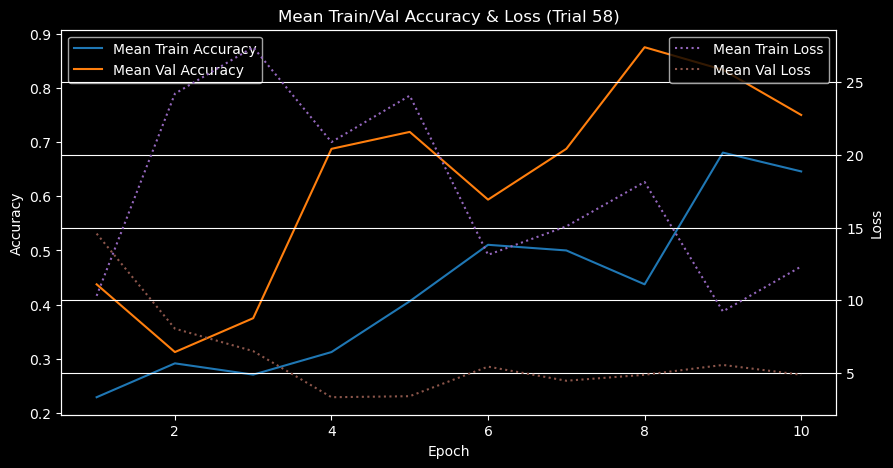 Mean Train/Val Accuracy & Loss (Trial 58)
Mean Train Accuracy
Mean Val Accuracy
Mean Train Loss
Mean Val Loss
0.9
0.8
0.7
0.6
0.5
0.4
0.3
0.2
Accuracy
25
20
15
10
5
Loss
2 4 6 8 10
Epoch